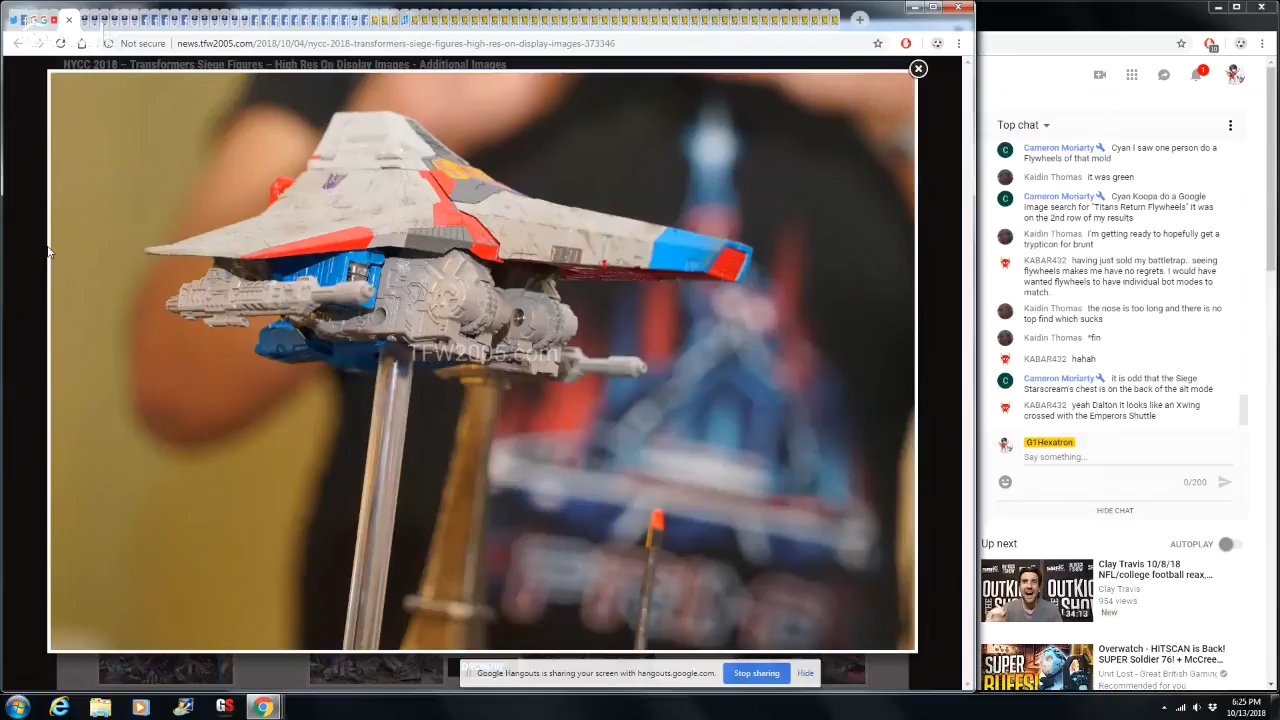 Not secure
news.tfw2005.com/2018/10/04/nycc-2018-transformers-siege-figures-high-res-on-display-images-373346
NYCC 2018 – Transformers Siege Figures – High Res On Display Images - Additional Images
TFW2005.com
Google Hangouts is sharing your screen with hangouts.google.com.
Stop sharing
Hide
1
Top chat
Cameron Moriarty Cyan I saw one person do a
Flywheels of that mold
Kaidin Thomas it was green
Cameron Moriarty Cyan Koopa do a Google
Image search for "Titans Return Flywheels" it was
on the 2nd row of my results
Kaidin Thomas I'm getting ready to hopefully get a
trypticon for brunt
KABAR432 having just sold my battletrap.. seeing
flywheels makes me have no regrets. I would have
wanted flywheels to have individual bot modes to
match.
Kaidin Thomas the nose is too long and there is no
top find which sucks
Kaidin Thomas *fin
KABAR432 hahah
Cameron Moriarty it is odd that the Siege
Starscream's chest is on the back of the alt mode
KABAR432 yeah Dalton it looks like an Xwing
crossed with the Emperors Shuttle
G1Hexatron
Say something...
0/200
HIDE CHAT
Up next
AUTOPLAY
Clay Travis 10/8/18
NFL/college football reax,...
Clay Travis
954 views
New
34:13
Overwatch - HITSCAN is Back!
SUPER Soldier 76! + McCree...
Unit Lost - Great British Gaming
Recommended for you
SUPER
BUFFS!
GS
6:25 PM
10/13/2018